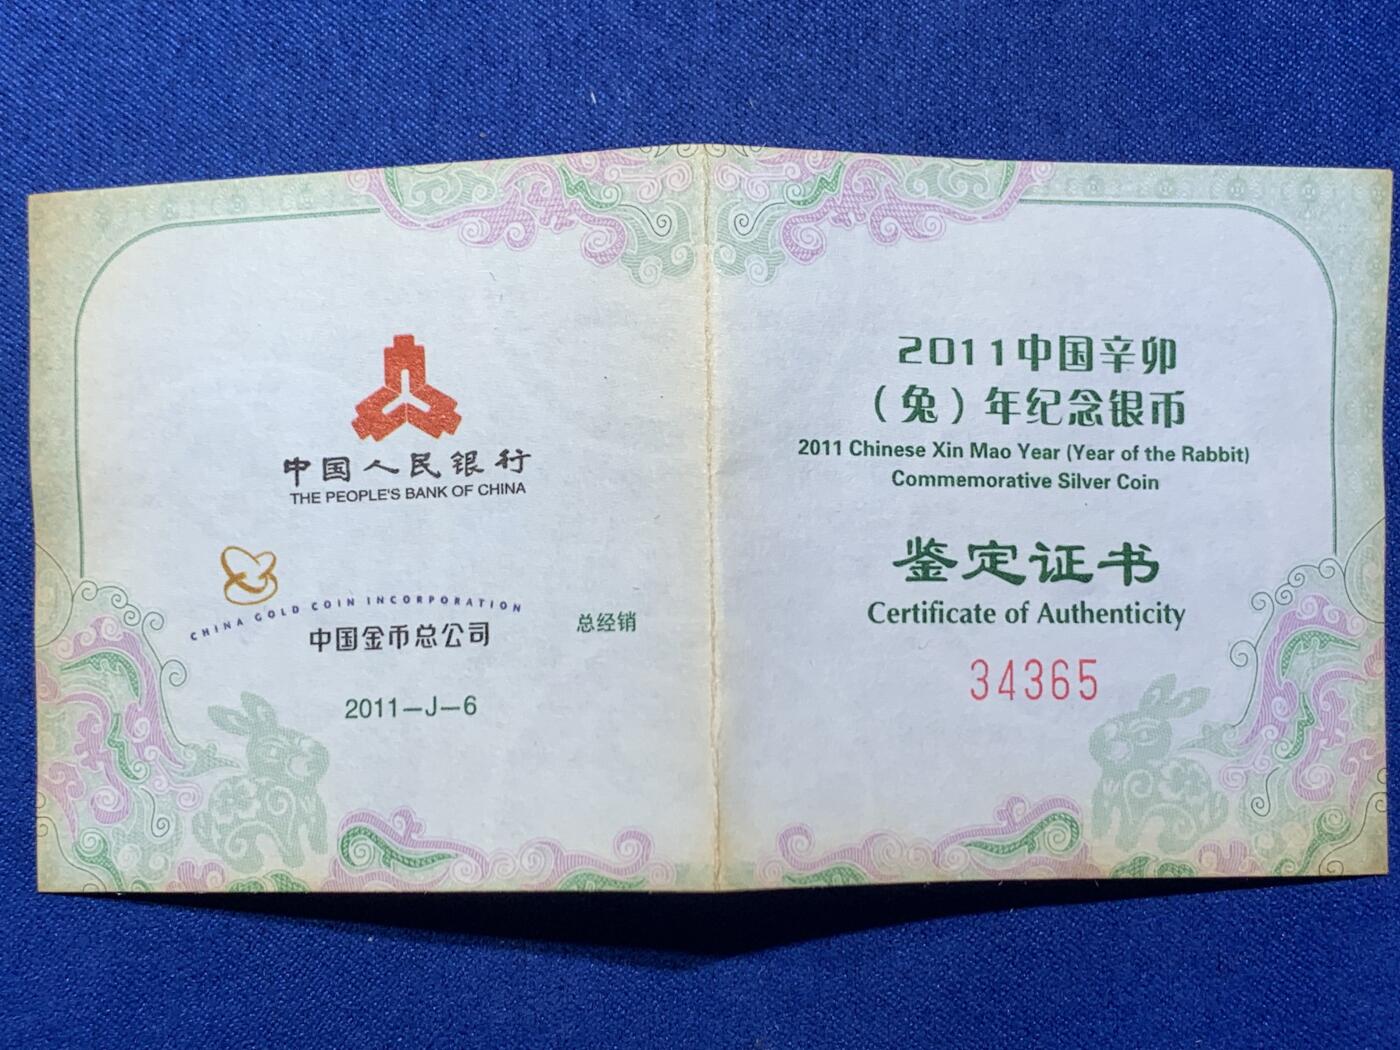 中国人民银行
THE PEOPLE'S BANK OF CHINA
CHINA GOLD COIN INCORPORATION
中国金币总公司
总经销
2011—J—6
2011中国辛卯
（兔）年纪念银币
2011 Chinese Xin Mao Year (Year of the Rabbit)
Commemorative Silver Coin
鉴定证书
Certificate of Authenticity
34365